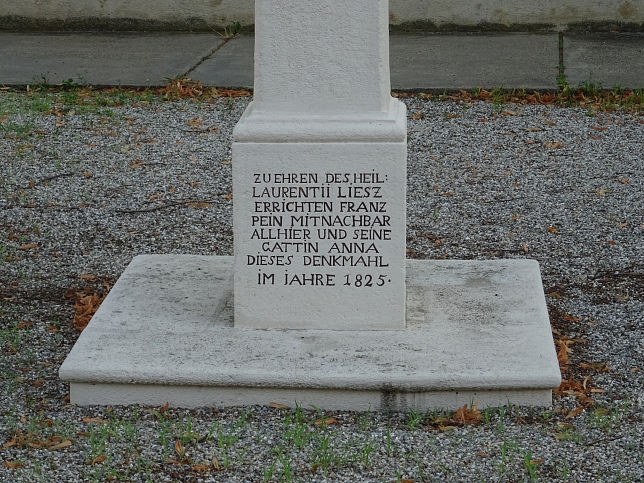 ZU EHREN DES HEIL:
LAURENTII LIESZ
ERRICHTEN FRANZ
PEIN MITNACHBAR
ALLHIER UND SEINE
GATTIN ANNA
DIESES DENKMAHL
IM JAHRE 1825.